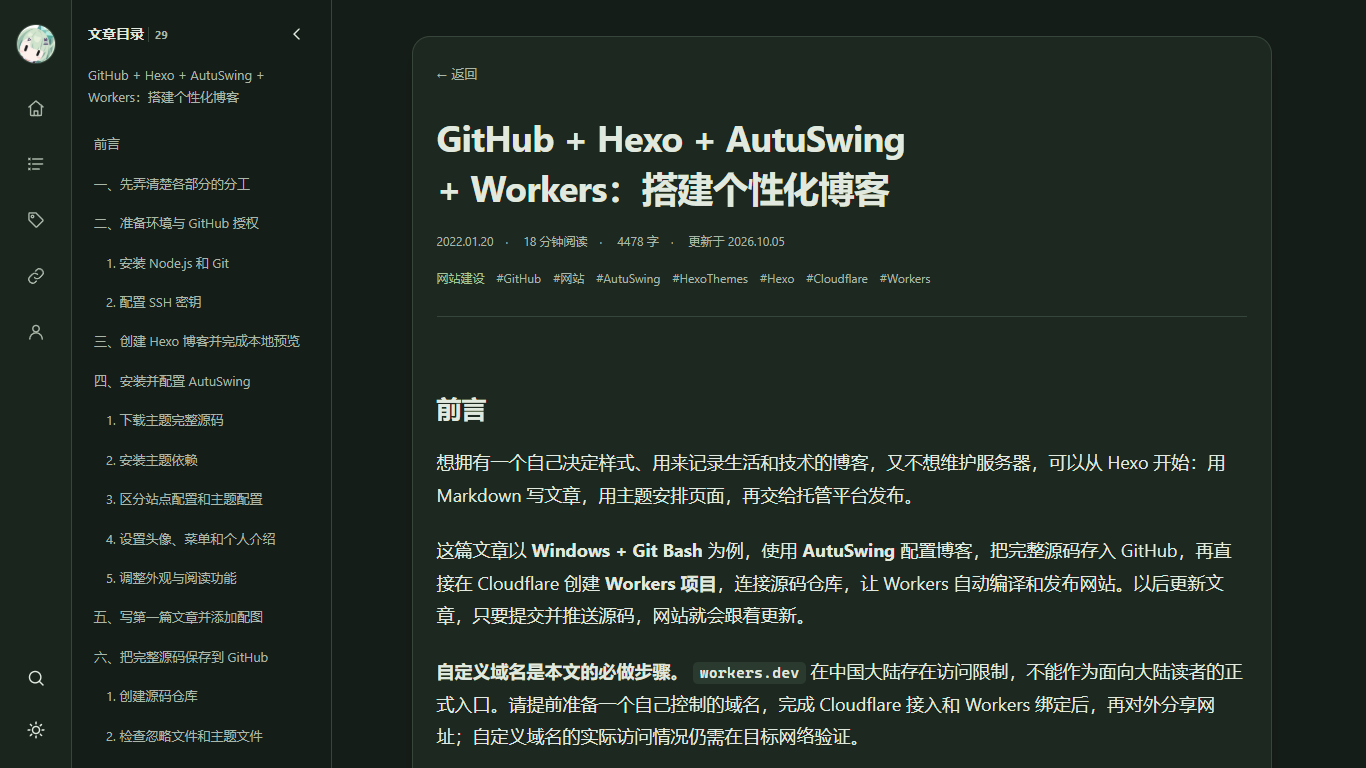 文章目录 29
GitHub + Hexo + AutuSwing +
Workers：搭建个性化博客
前言
一、先弄清楚各部分的分工
二、准备环境与 GitHub 授权
1. 安装 Node.js 和 Git
2. 配置 SSH 密钥
三、创建 Hexo 博客并完成本地预览
四、安装并配置 AutuSwing
1. 下载主题完整源码
2. 安装主题依赖
3. 区分站点配置和主题配置
4. 设置头像、菜单和个人介绍
5. 调整外观与阅读功能
五、写第一篇文章并添加配图
六、把完整源码保存到 GitHub
1. 创建源码仓库
2. 检查忽略文件和主题文件
← 返回
GitHub + Hexo + AutuSwing
+ Workers：搭建个性化博客
2022.01.20 · 18 分钟阅读 · 4478 字 · 更新于 2026.10.05
网站建设 #GitHub #网站 #AutuSwing #HexoThemes #Hexo #Cloudflare #Workers
前言
想拥有一个自己决定样式、用来记录生活和技术的博客，又不想维护服务器，可以从 Hexo 开始：用
Markdown 写文章，用主题安排页面，再交给托管平台发布。
这篇文章以 Windows + Git Bash 为例，使用 AutuSwing 配置博客，把完整源码存入 GitHub，再直
接在 Cloudflare 创建 Workers 项目，连接源码仓库，让 Workers 自动编译和发布网站。以后更新文
章，只要提交并推送源码，网站就会跟着更新。
自定义域名是本文的必做步骤。 workers.dev 在中国大陆存在访问限制，不能作为面向大陆读者的正
式入口。请提前准备一个自己控制的域名，完成 Cloudflare 接入和 Workers 绑定后，再对外分享网
址；自定义域名的实际访问情况仍需在目标网络验证。